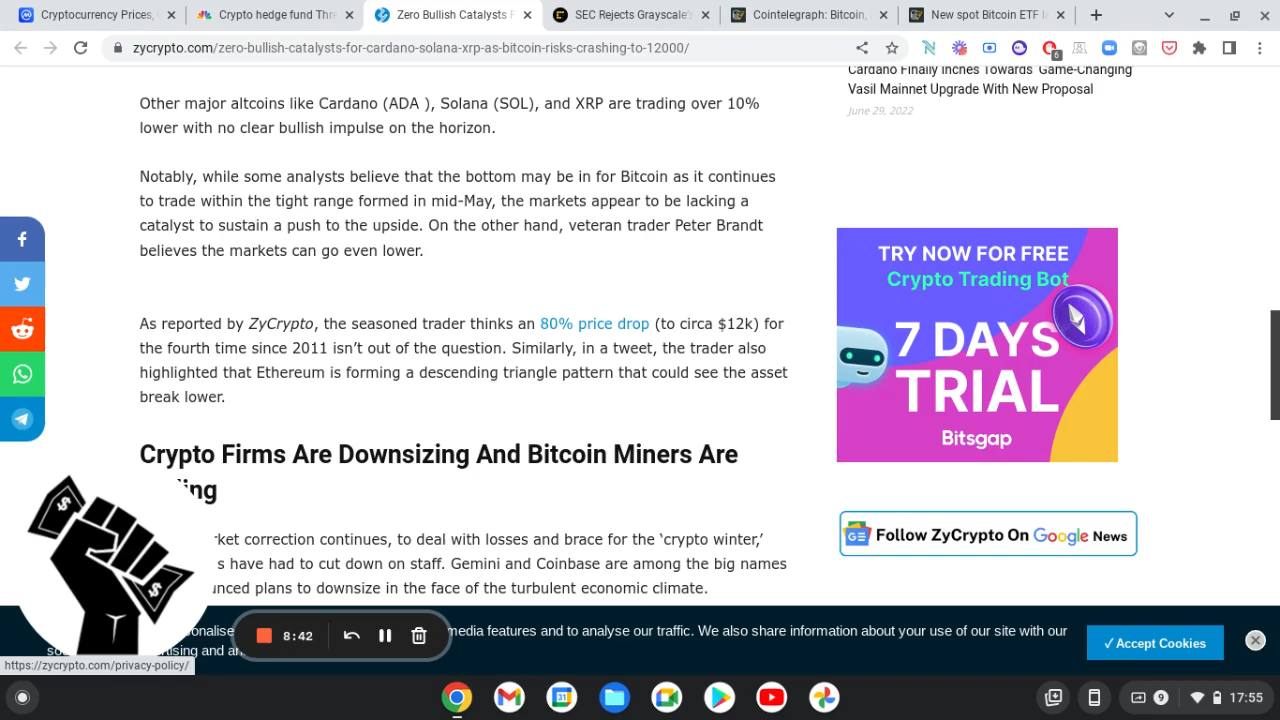 Cryptocurrency Prices,
Crypto hedge fund Thre
Zero Bullish Catalysts F
SEC Rejects Grayscale's
Cointelegraph: Bitcoin,
New spot Bitcoin ETF
zycrypto.com/zero-bullish-catalysts-for-cardano-solana-xrp-as-bitcoin-risks-crashing-to-12000/
6
Other major altcoins like Cardano (ADA ), Solana (SOL), and XRP are trading over 10%
lower with no clear bullish impulse on the horizon.
Notably, while some analysts believe that the bottom may be in for Bitcoin as it continues
to trade within the tight range formed in mid-May, the markets appear to be lacking a
catalyst to sustain a push to the upside. On the other hand, veteran trader Peter Brandt
believes the markets can go even lower.
As reported by ZyCrypto, the seasoned trader thinks an 80% price drop (to circa $12k) for
the fourth time since 2011 isn't out of the question. Similarly, in a tweet, the trader also
highlighted that Ethereum is forming a descending triangle pattern that could see the asset
break lower.
Crypto Firms Are Downsizing And Bitcoin Miners Are
ing
rket correction continues, to deal with losses and brace for the 'crypto winter,'
s have had to cut down on staff. Gemini and Coinbase are among the big names
unced plans to downsize in the face of the turbulent economic climate.
Cardano Finally Inches Towards 'Game-Changing'
Vasil Mainnet Upgrade With New Proposal
June 29, 2022
TRY NOW FOR FREE
Crypto Trading Bot
7 DAYS
TRIAL
Bitsgap
Follow ZyCrypto On Google News
$
$
onalise
media features and to analyse our traffic. We also share information about your use of our site with our
so
rtising and an
✓ Accept Cookies
8:42
https://zycrypto.com/privacy-policy/
31
9
17:55